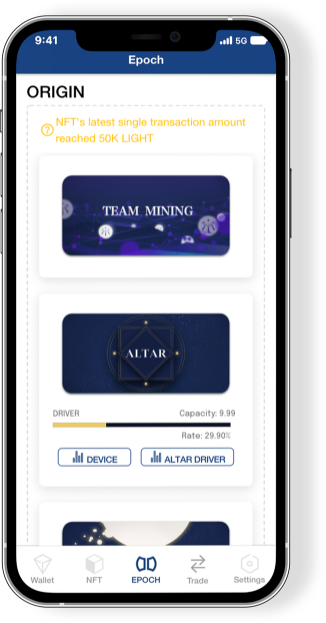 9:41
5G
Epoch
ORIGIN
NFT's latest single transaction amount
reached 50K LIGHT
TEAM MINING
ALTAR
DRIVER
Capacity: 9.99
Rate: 29.90%
DEVICE
ALTAR DRIVER
Wallet
NFT
EPOCH
Trade
Settings